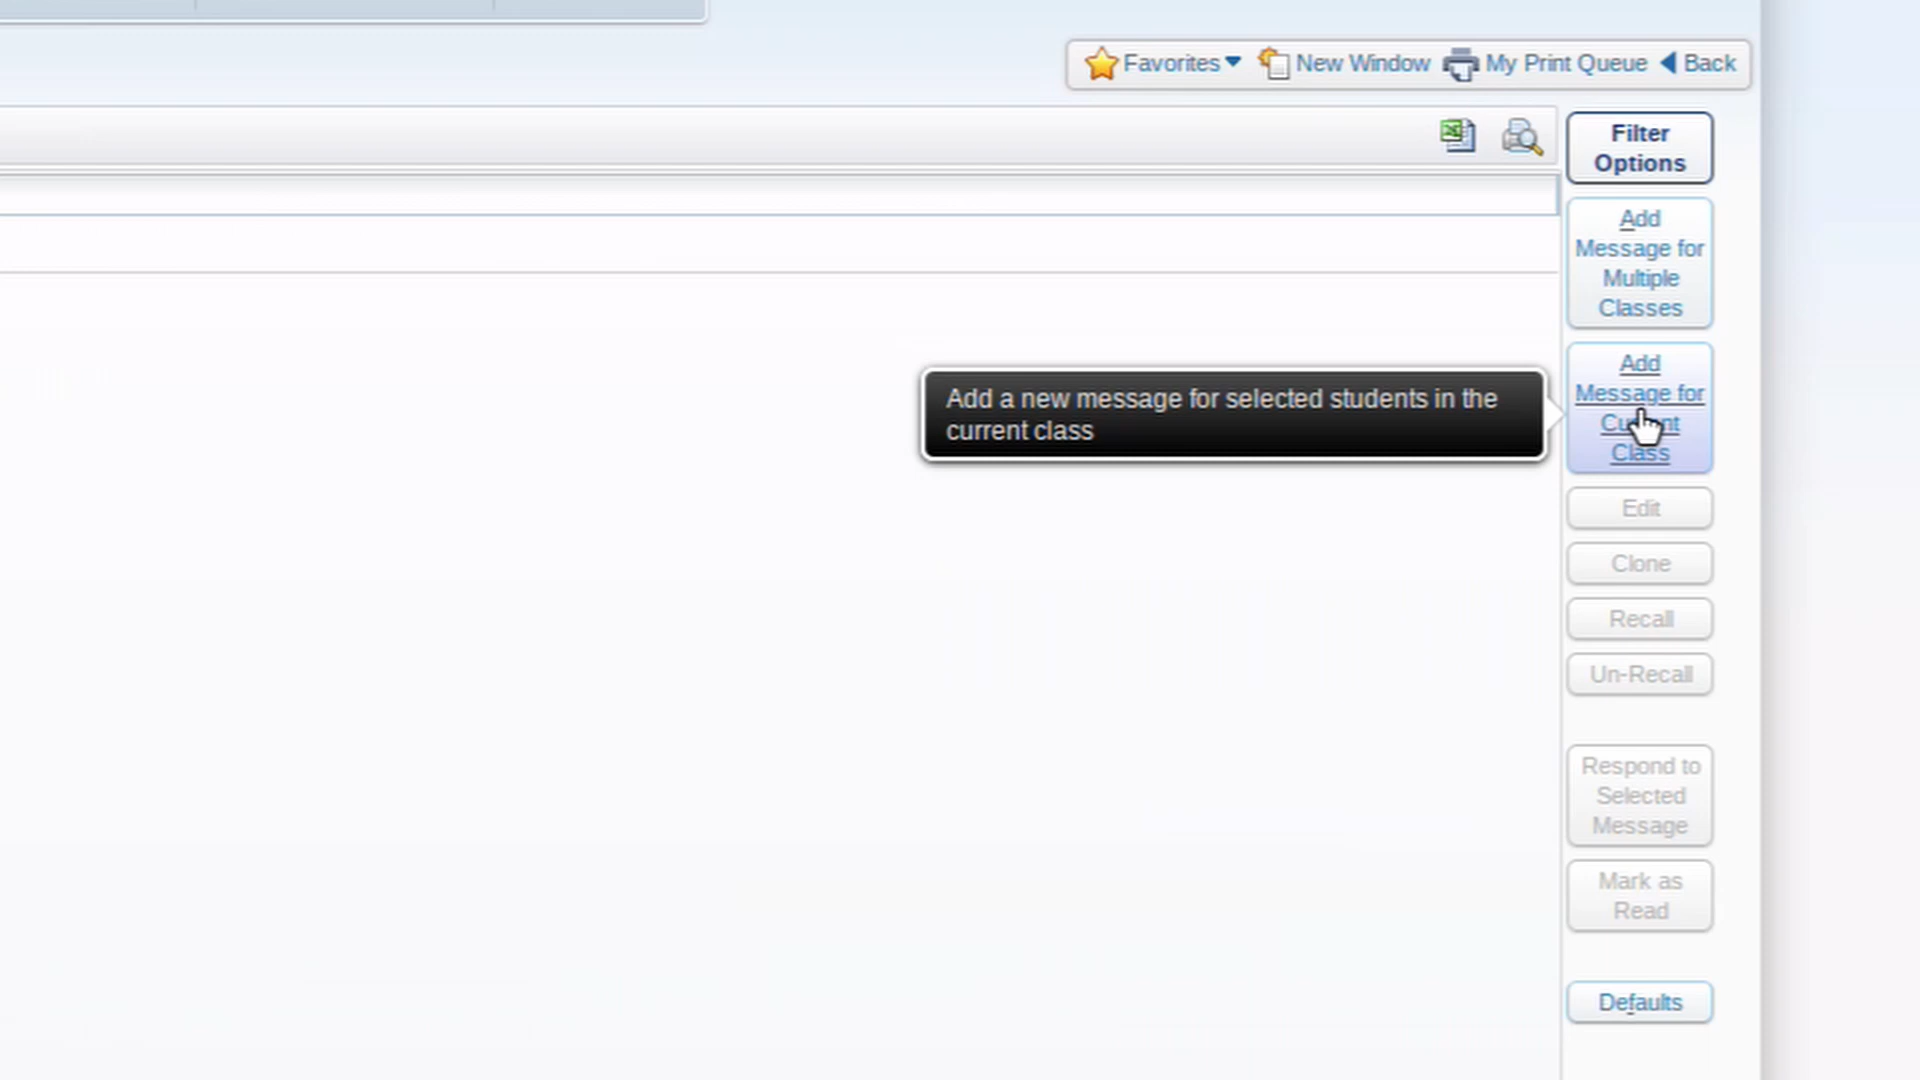 Favorites New Window My Print Queue Back
Filter
Options
Add
Message for
Multiple
Classes
Add
Message for
Current
Class
Add a new message for selected students in the
current class
Edit
Clone
Recall
Un-Recall
Respond to
Selected
Message
Mark as
Read
Defaults